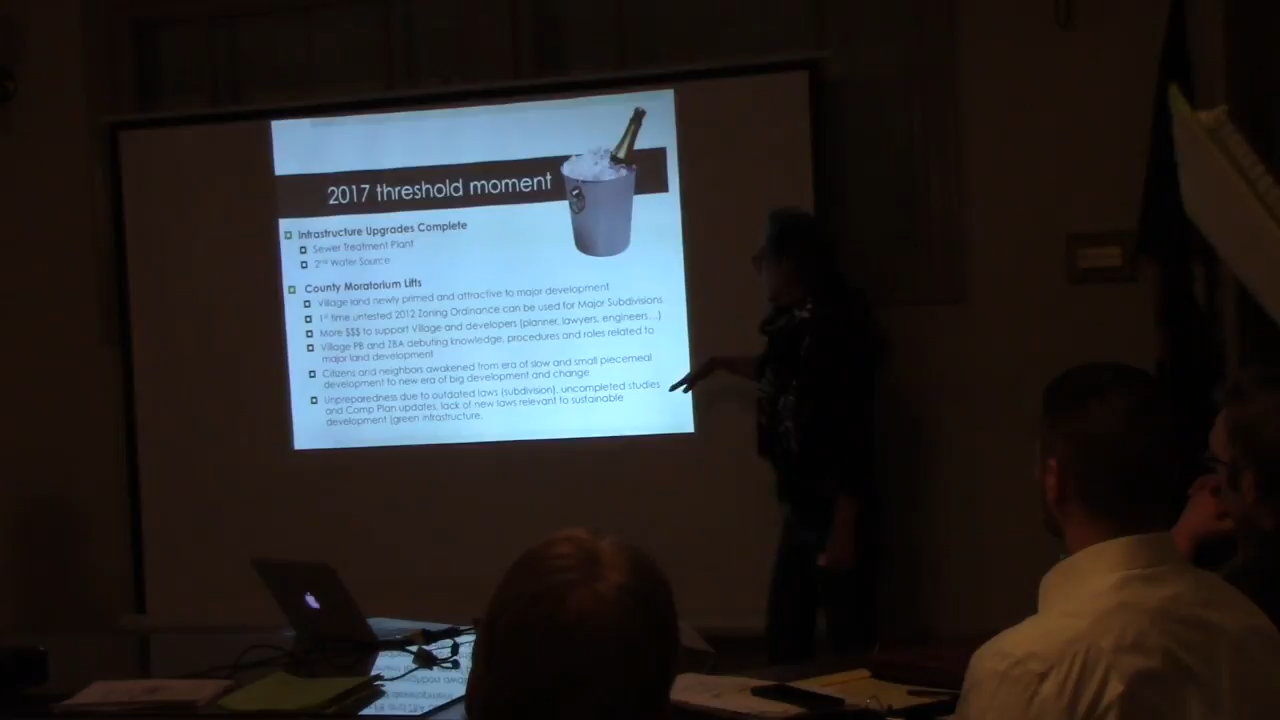 2017 threshold moment
Infrastructure Upgrades Complete
Sewer Treatment Plant
2nd Water Source
County Moratorium Lifts
Village land newly primed and attractive to major development
1st time untested 2012 Zoning Ordinance can be used for Major Subdivisions
More $$$ to support Village and developers (planner, lawyers, engineers...)
Village PB and ZBA debuting knowledge, procedures and roles related to
major land development
Citizens and neighbors awakened from era of slow and small piecemeal
development to new era of big development and change
Unpreparedness due to outdated laws (subdivision), uncompleted studies
and Comp Plan updates, lack of new laws relevant to sustainable
development (green infrastructure,